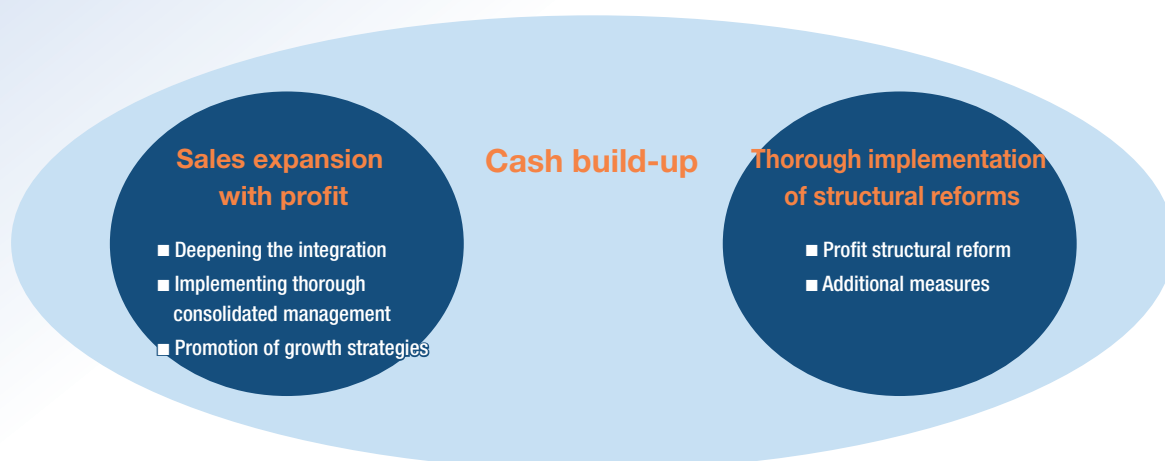 Sales expansion
with profit
■ Deepening the integration
■ Implementing thorough
consolidated management
■ Promotion of growth strategies
Cash build-up
Thorough implementation
of structural reforms
■ Profit structural reform
■ Additional measures